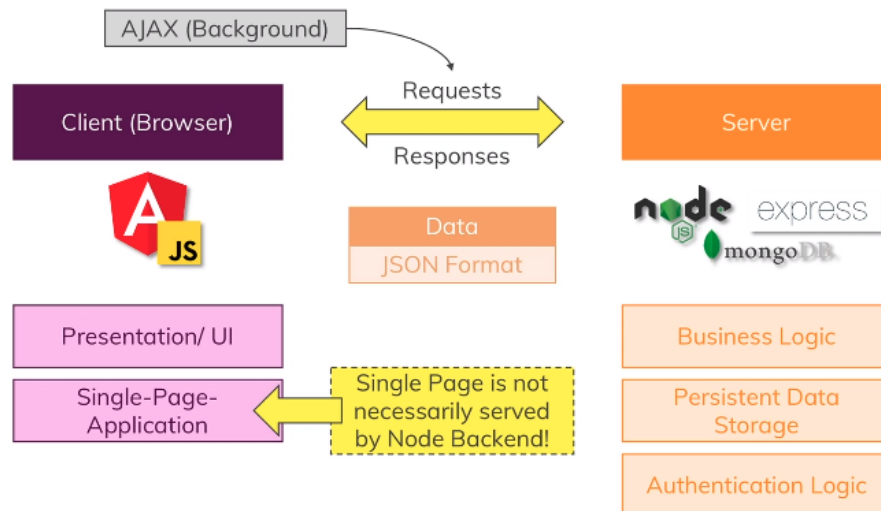 AJAX (Background)
Client (Browser)
Requests
Responses
Server
A
JS
node
JS
express
mongoDB
Data
JSON Format
Presentation/ UI
Single-Page-
Application
Single Page is not
necessarily served
by Node Backend!
Business Logic
Persistent Data
Storage
Authentication Logic